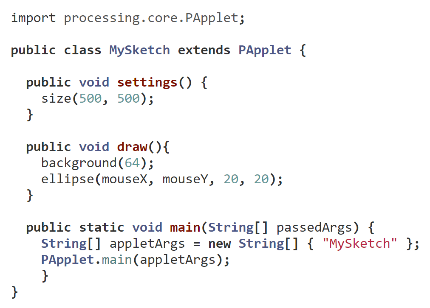 import processing.core.PApplet;
public class MySketch extends PApplet {
public void settings() {
size(500, 500);
}
public void draw(){
background(64);
ellipse(mouseX, mouseY, 20, 20);
}
public static void main(String[] passedArgs) {
String[] appletArgs = new String[] { "MySketch" };
PApplet.main(appletArgs);
}
}